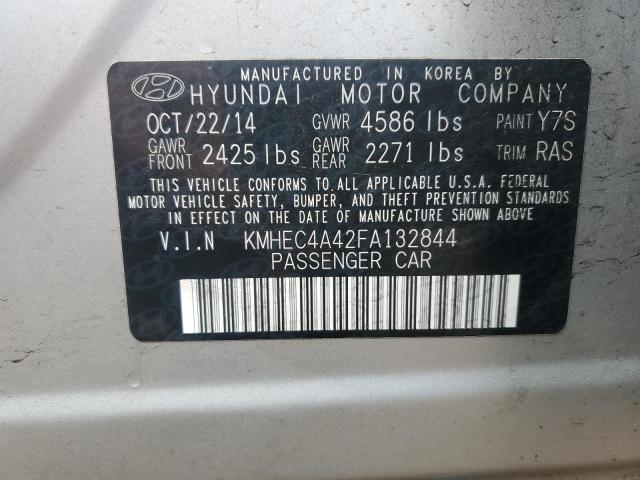 MANUFACTURED IN KOREA BY
HYUNDAI MOTOR COMPANY
OCT/22/14 GVWR 4586 lbs PAINT Y7S
GAWR FRONT 2425 lbs GAWR REAR 2271 lbs TRIM RAS
THIS VEHICLE CONFORMS TO ALL APPLICABLE U.S.A. FEDERAL
MOTOR VEHICLE SAFETY, BUMPER, AND THEFT PREVENTION STANDARDS
IN EFFECT ON THE DATE OF MANUFACTURE SHOWN ABOVE.
V.I.N KMHEC4A42FA132844
PASSENGER CAR